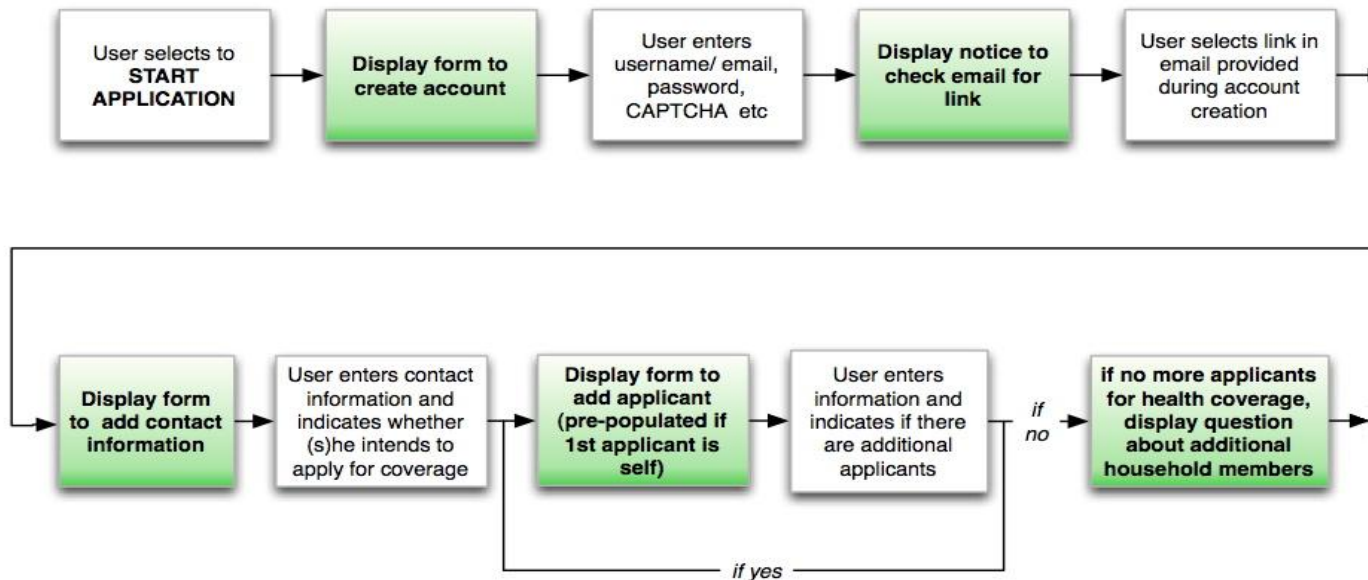 User selects to
START
APPLICATION
Display form to
create account
User enters
username/ email,
password,
CAPTCHA etc
Display notice to
check email for
link
User selects link in
email provided
during account
creation
Display form
to add contact
information
User enters contact
information and
indicates whether
(s)he intends to
apply for coverage
Display form to
add applicant
(pre-populated if
1st applicant is
self)
User enters
information and
indicates if there
are additional
applicants
if
no
if no more applicants
for health coverage,
display question
about additional
household members
if yes